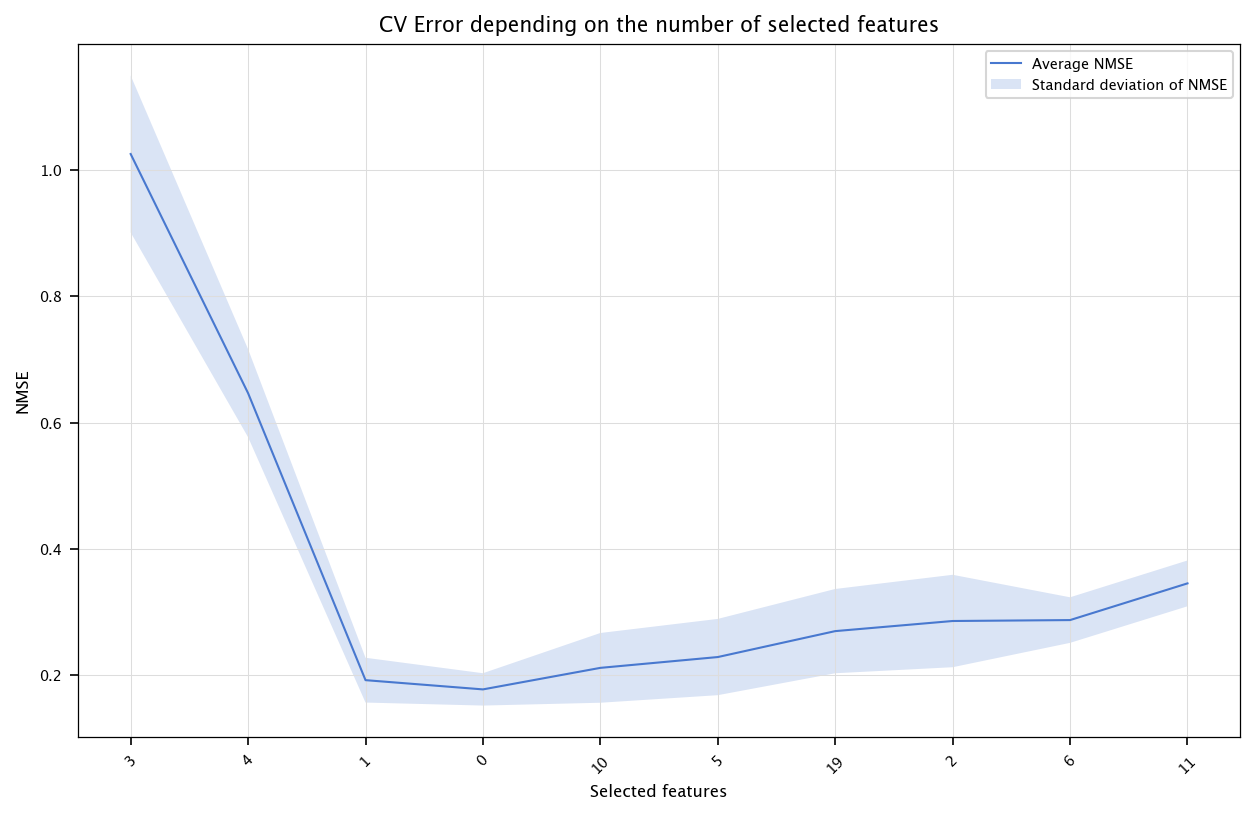 CV Error depending on the number of selected features
Average NMSE
Standard deviation of NMSE
NMSE
1.0
0.8
0.6
0.4
0.2
3 4 1 0 10 5 19 2 6 11
Selected features